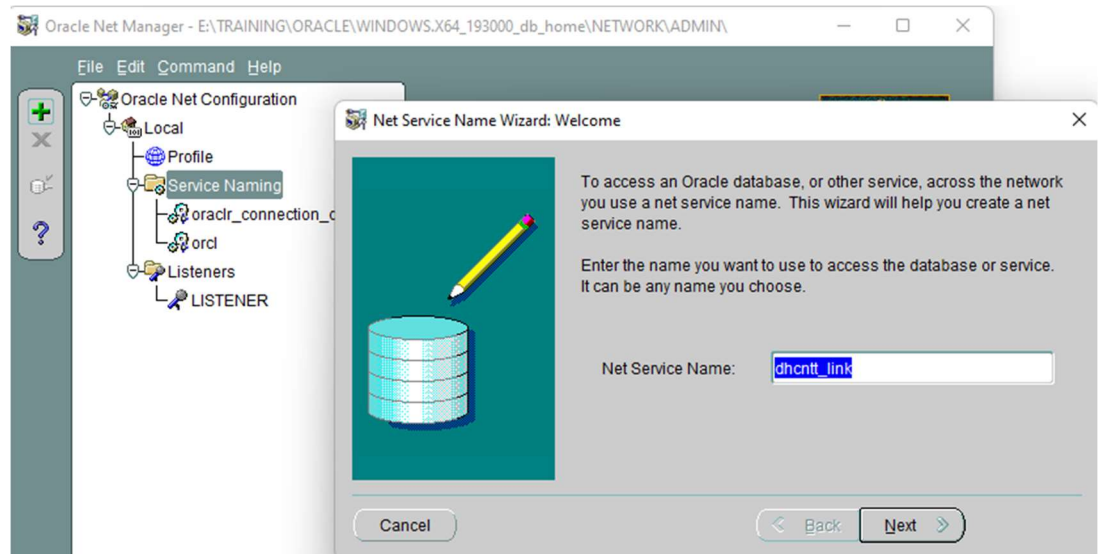 Oracle Net Manager - E:\TRAINING\ORACLE\WINDOWS.X64_193000_db_home\NETWORK\ADMIN\
File Edit Command Help
Oracle Net Configuration
Local
Profile
Service Naming
oraclr_connection_
orcl
Listeners
LISTENER
Net Service Name Wizard: Welcome
To access an Oracle database, or other service, across the network
you use a net service name. This wizard will help you create a net
service name.
Enter the name you want to use to access the database or service.
It can be any name you choose.
Net Service Name: dhcntt_link
Cancel
Back
Next